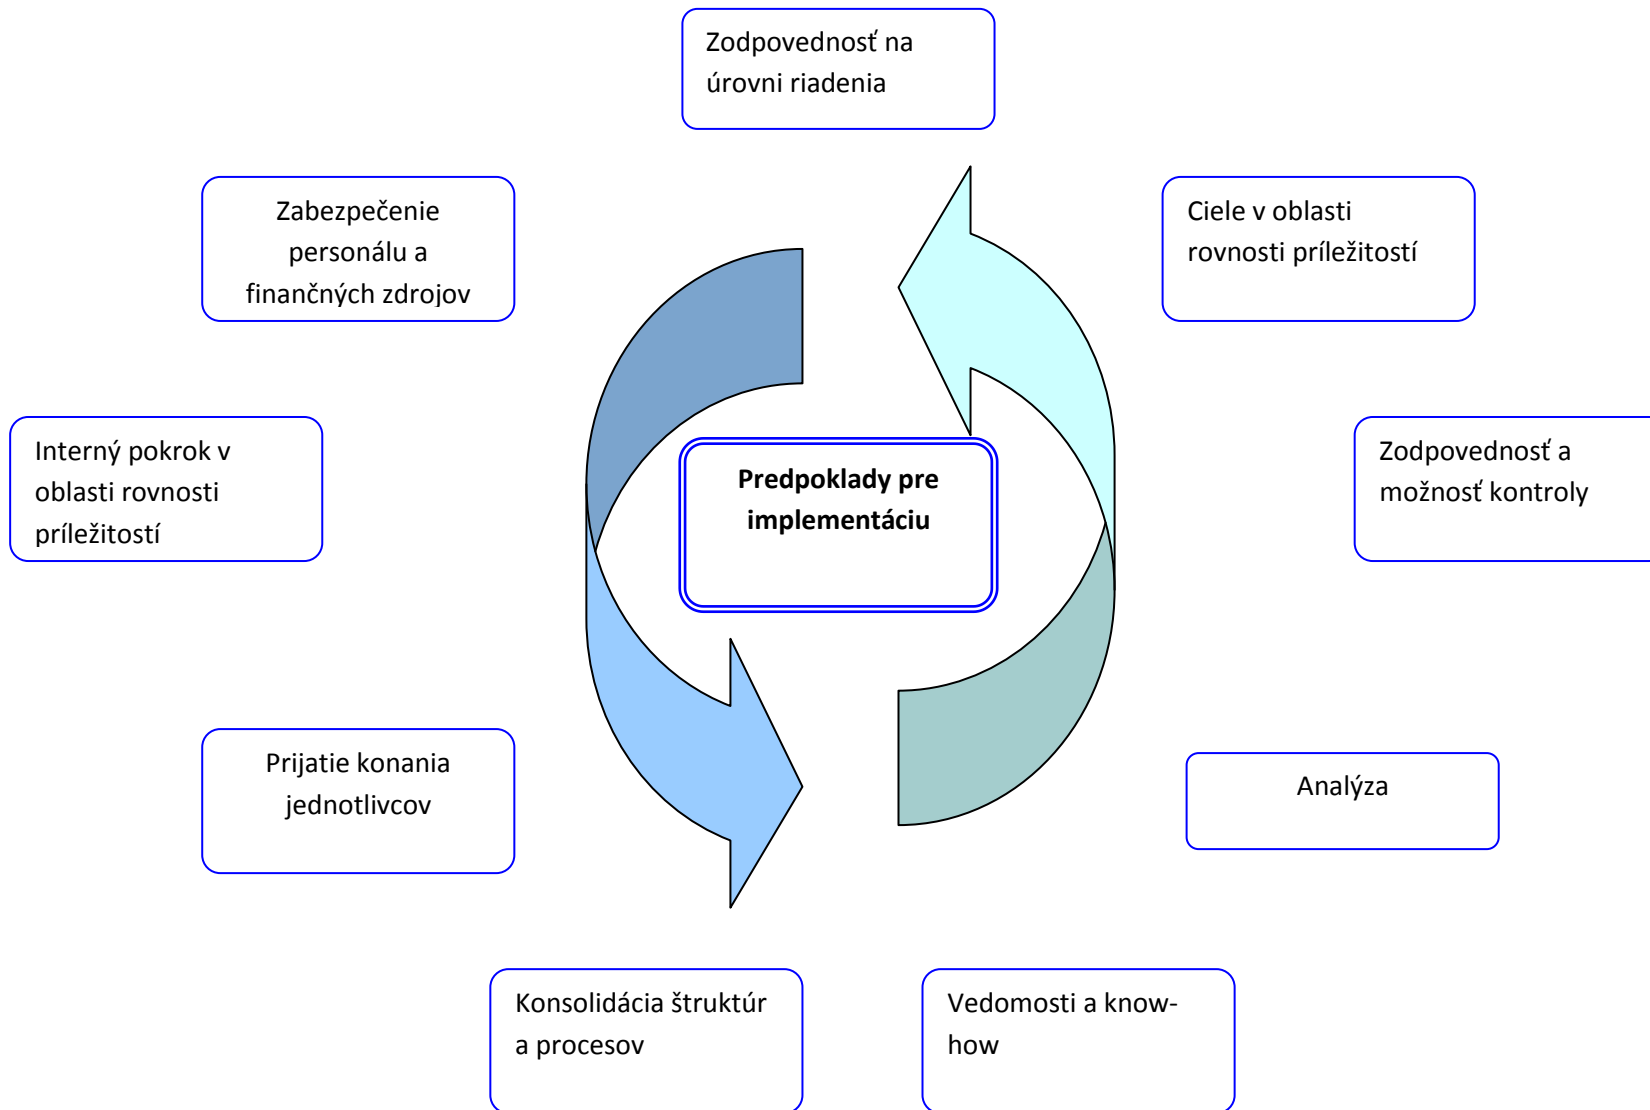 Zodpovednosť na
úrovni riadenia
Zabezpečenie
personálu a
finančných zdrojov
Ciele v oblasti
rovnosti príležitostí
Interný pokrok v
oblasti rovnosti
príležitostí
Predpoklady pre
implementáciu
Zodpovednosť a
možnosť kontroly
Prijatie konania
jednotlivcov
Analýza
Konsolidácia štruktúr
a procesov
Vedomosti a know-
how